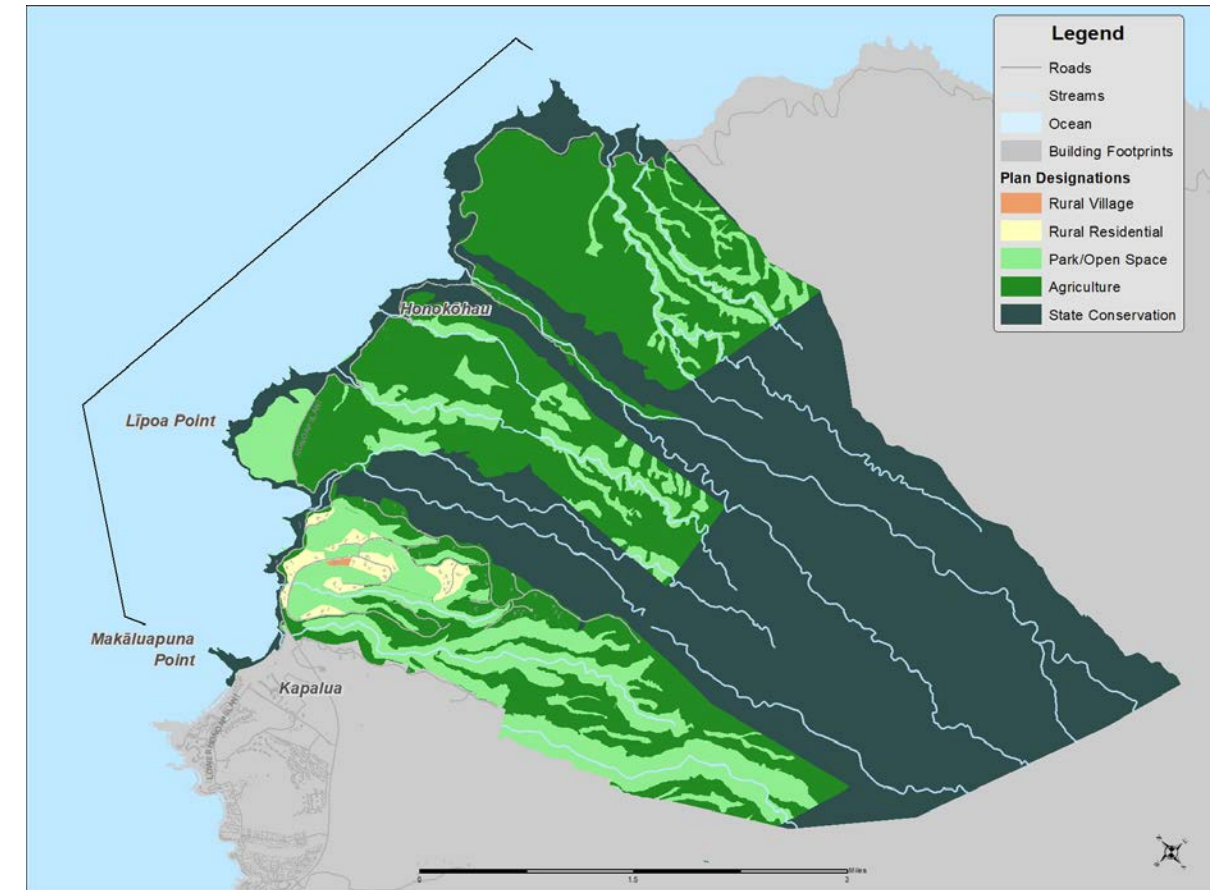 Legend
Roads
Streams
Ocean
Building Footprints
Plan Designations
Rural Village
Rural Residential
Park/Open Space
Agriculture
State Conservation
Honokōhau
Līpoa Point
Makāluapuna
Point
Kapalua
0
1.5
3
Miles